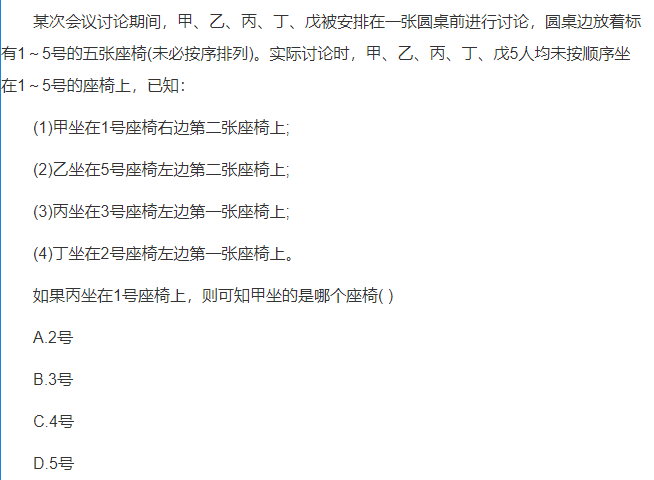 某次会议讨论期间，甲、乙、丙、丁、戊被安排在一张圆桌前进行讨论，圆桌边放着标
有1～5号的五张座椅(未必按序排列)。实际讨论时，甲、乙、丙、丁、戊5人均未按顺序坐
在1～5号的座椅上，已知：
(1)甲坐在1号座椅右边第二张座椅上;
(2)乙坐在5号座椅左边第二张座椅上;
(3)丙坐在3号座椅左边第一张座椅上;
(4)丁坐在2号座椅左边第一张座椅上。
如果丙坐在1号座椅上，则可知甲坐的是哪个座椅( )
A.2号
B.3号
C.4号
D.5号